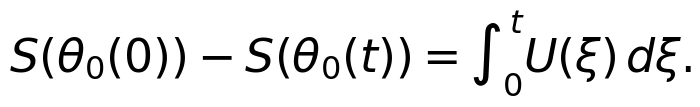 S(θ₀(0)) − S(θ₀(t)) = ∫₀ᵗ U(ξ) dξ.